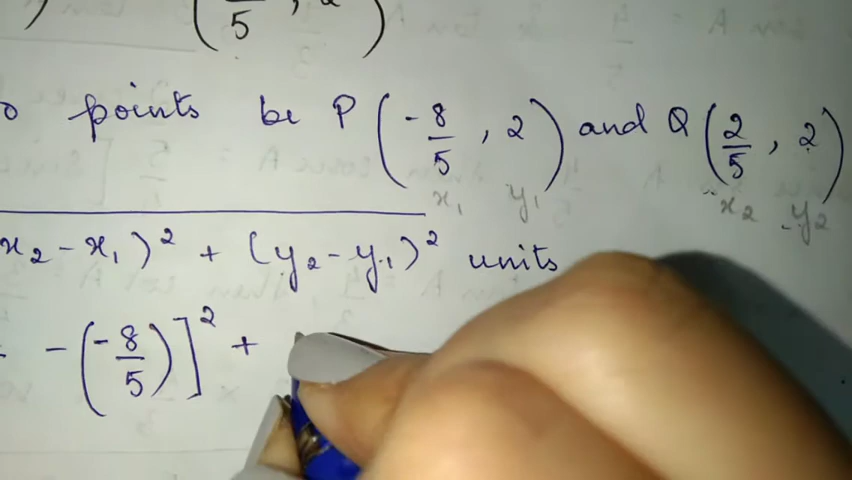 ) (/5, 2)
points be P (-8/5, 2) and Q (2/5, 2)
x₁ y₁ x₂ y₂
x₂ - x₁)² + (y₂ - y₁)² units
- (-8/5)]² +